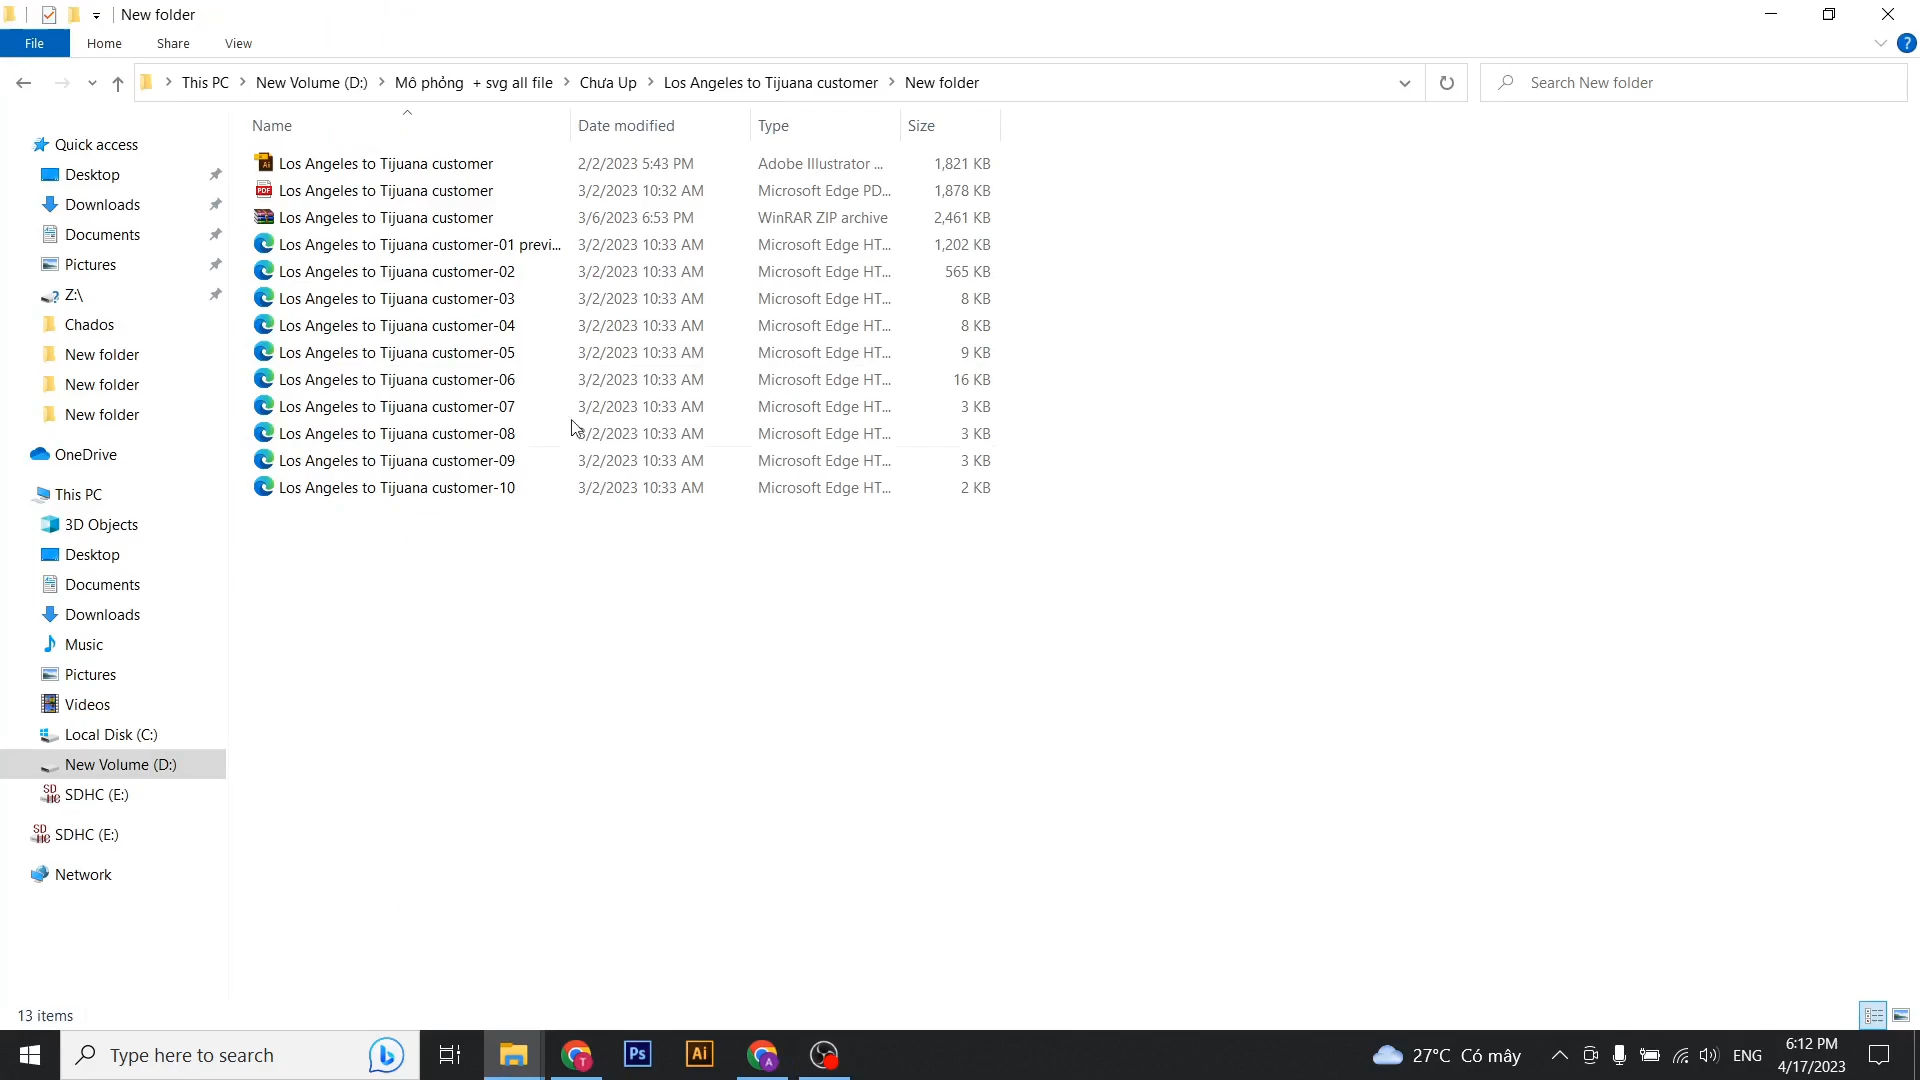 New folder
File Home Share View
This PC New Volume (D:) Mô phỏng + svg all file Chưa Up Los Angeles to Tijuana customer New folder
Search New folder
Name Date modified Type Size
Los Angeles to Tijuana customer 2/2/2023 5:43 PM Adobe Illustrator ... 1,821 KB
Los Angeles to Tijuana customer 3/2/2023 10:32 AM Microsoft Edge PD... 1,878 KB
Los Angeles to Tijuana customer 3/6/2023 6:53 PM WinRAR ZIP archive 2,461 KB
Los Angeles to Tijuana customer-01 previ... 3/2/2023 10:33 AM Microsoft Edge HT... 1,202 KB
Los Angeles to Tijuana customer-02 3/2/2023 10:33 AM Microsoft Edge HT... 565 KB
Los Angeles to Tijuana customer-03 3/2/2023 10:33 AM Microsoft Edge HT... 8 KB
Los Angeles to Tijuana customer-04 3/2/2023 10:33 AM Microsoft Edge HT... 8 KB
Los Angeles to Tijuana customer-05 3/2/2023 10:33 AM Microsoft Edge HT... 9 KB
Los Angeles to Tijuana customer-06 3/2/2023 10:33 AM Microsoft Edge HT... 16 KB
Los Angeles to Tijuana customer-07 3/2/2023 10:33 AM Microsoft Edge HT... 3 KB
Los Angeles to Tijuana customer-08 3/2/2023 10:33 AM Microsoft Edge HT... 3 KB
Los Angeles to Tijuana customer-09 3/2/2023 10:33 AM Microsoft Edge HT... 3 KB
Los Angeles to Tijuana customer-10 3/2/2023 10:33 AM Microsoft Edge HT... 2 KB
Quick access
Desktop
Downloads
Documents
Pictures
Z:\
Chados
New folder
New folder
New folder
OneDrive
This PC
3D Objects
Desktop
Documents
Downloads
Music
Pictures
Videos
Local Disk (C:)
New Volume (D:)
SDHC (E:)
SDHC (E:)
Network
13 items
Type here to search
Ps
Ai
27°C Có mây
ENG
6:12 PM
4/17/2023